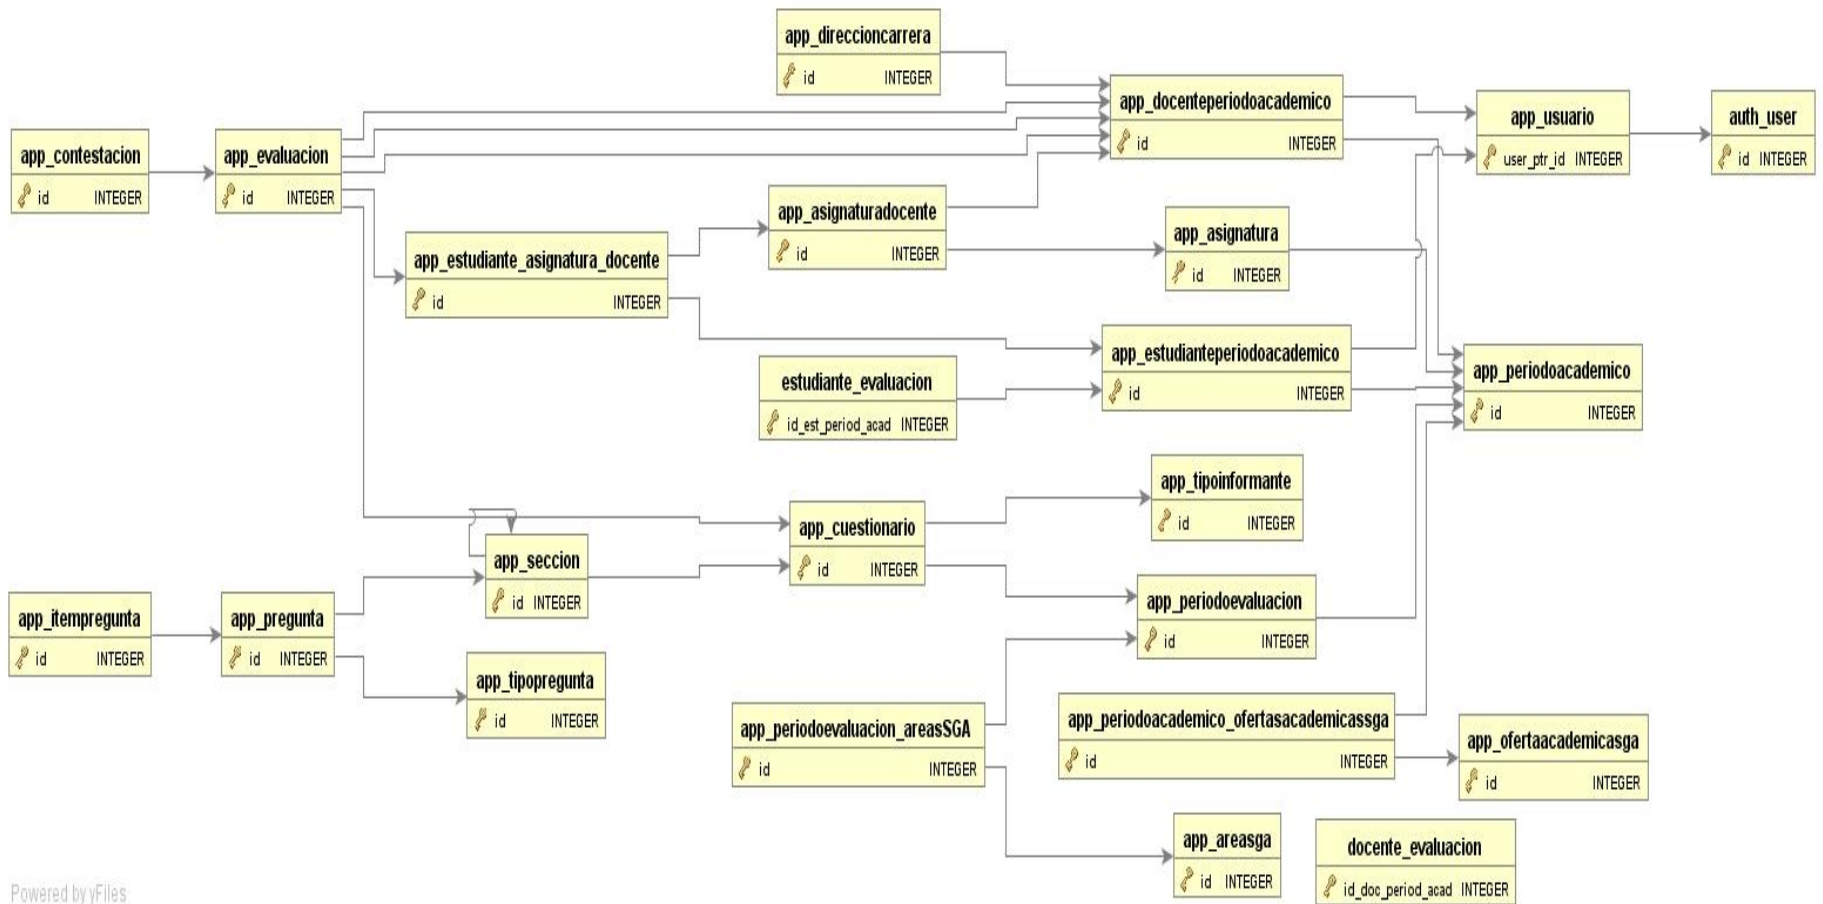 app_direccioncarrera
id INTEGER
app_docenteperiodoacademico
id INTEGER
app_usuario
user_ptr_id INTEGER
auth_user
id INTEGER
app_contestacion
id INTEGER
app_evaluacion
id INTEGER
app_asignaturadocente
id INTEGER
app_asignatura
id INTEGER
app_estudiante_asignatura_docente
id INTEGER
app_estudianteperiodoacademico
id INTEGER
app_periodoacademico
id INTEGER
estudiante_evaluacion
id_est_period_acad INTEGER
app_tipoinformante
id INTEGER
app_cuestionario
id INTEGER
app_seccion
id INTEGER
app_periodoevaluacion
id INTEGER
app_itempregunta
id INTEGER
app_pregunta
id INTEGER
app_tipopregunta
id INTEGER
app_periodoevaluacion_areasSGA
id INTEGER
app_periodoacademico_ofertasacademicassga
id INTEGER
app_ofertaacademicasga
id INTEGER
app_areasga
id INTEGER
docente_evaluacion
id_doc_period_acad INTEGER
Powered by yFiles